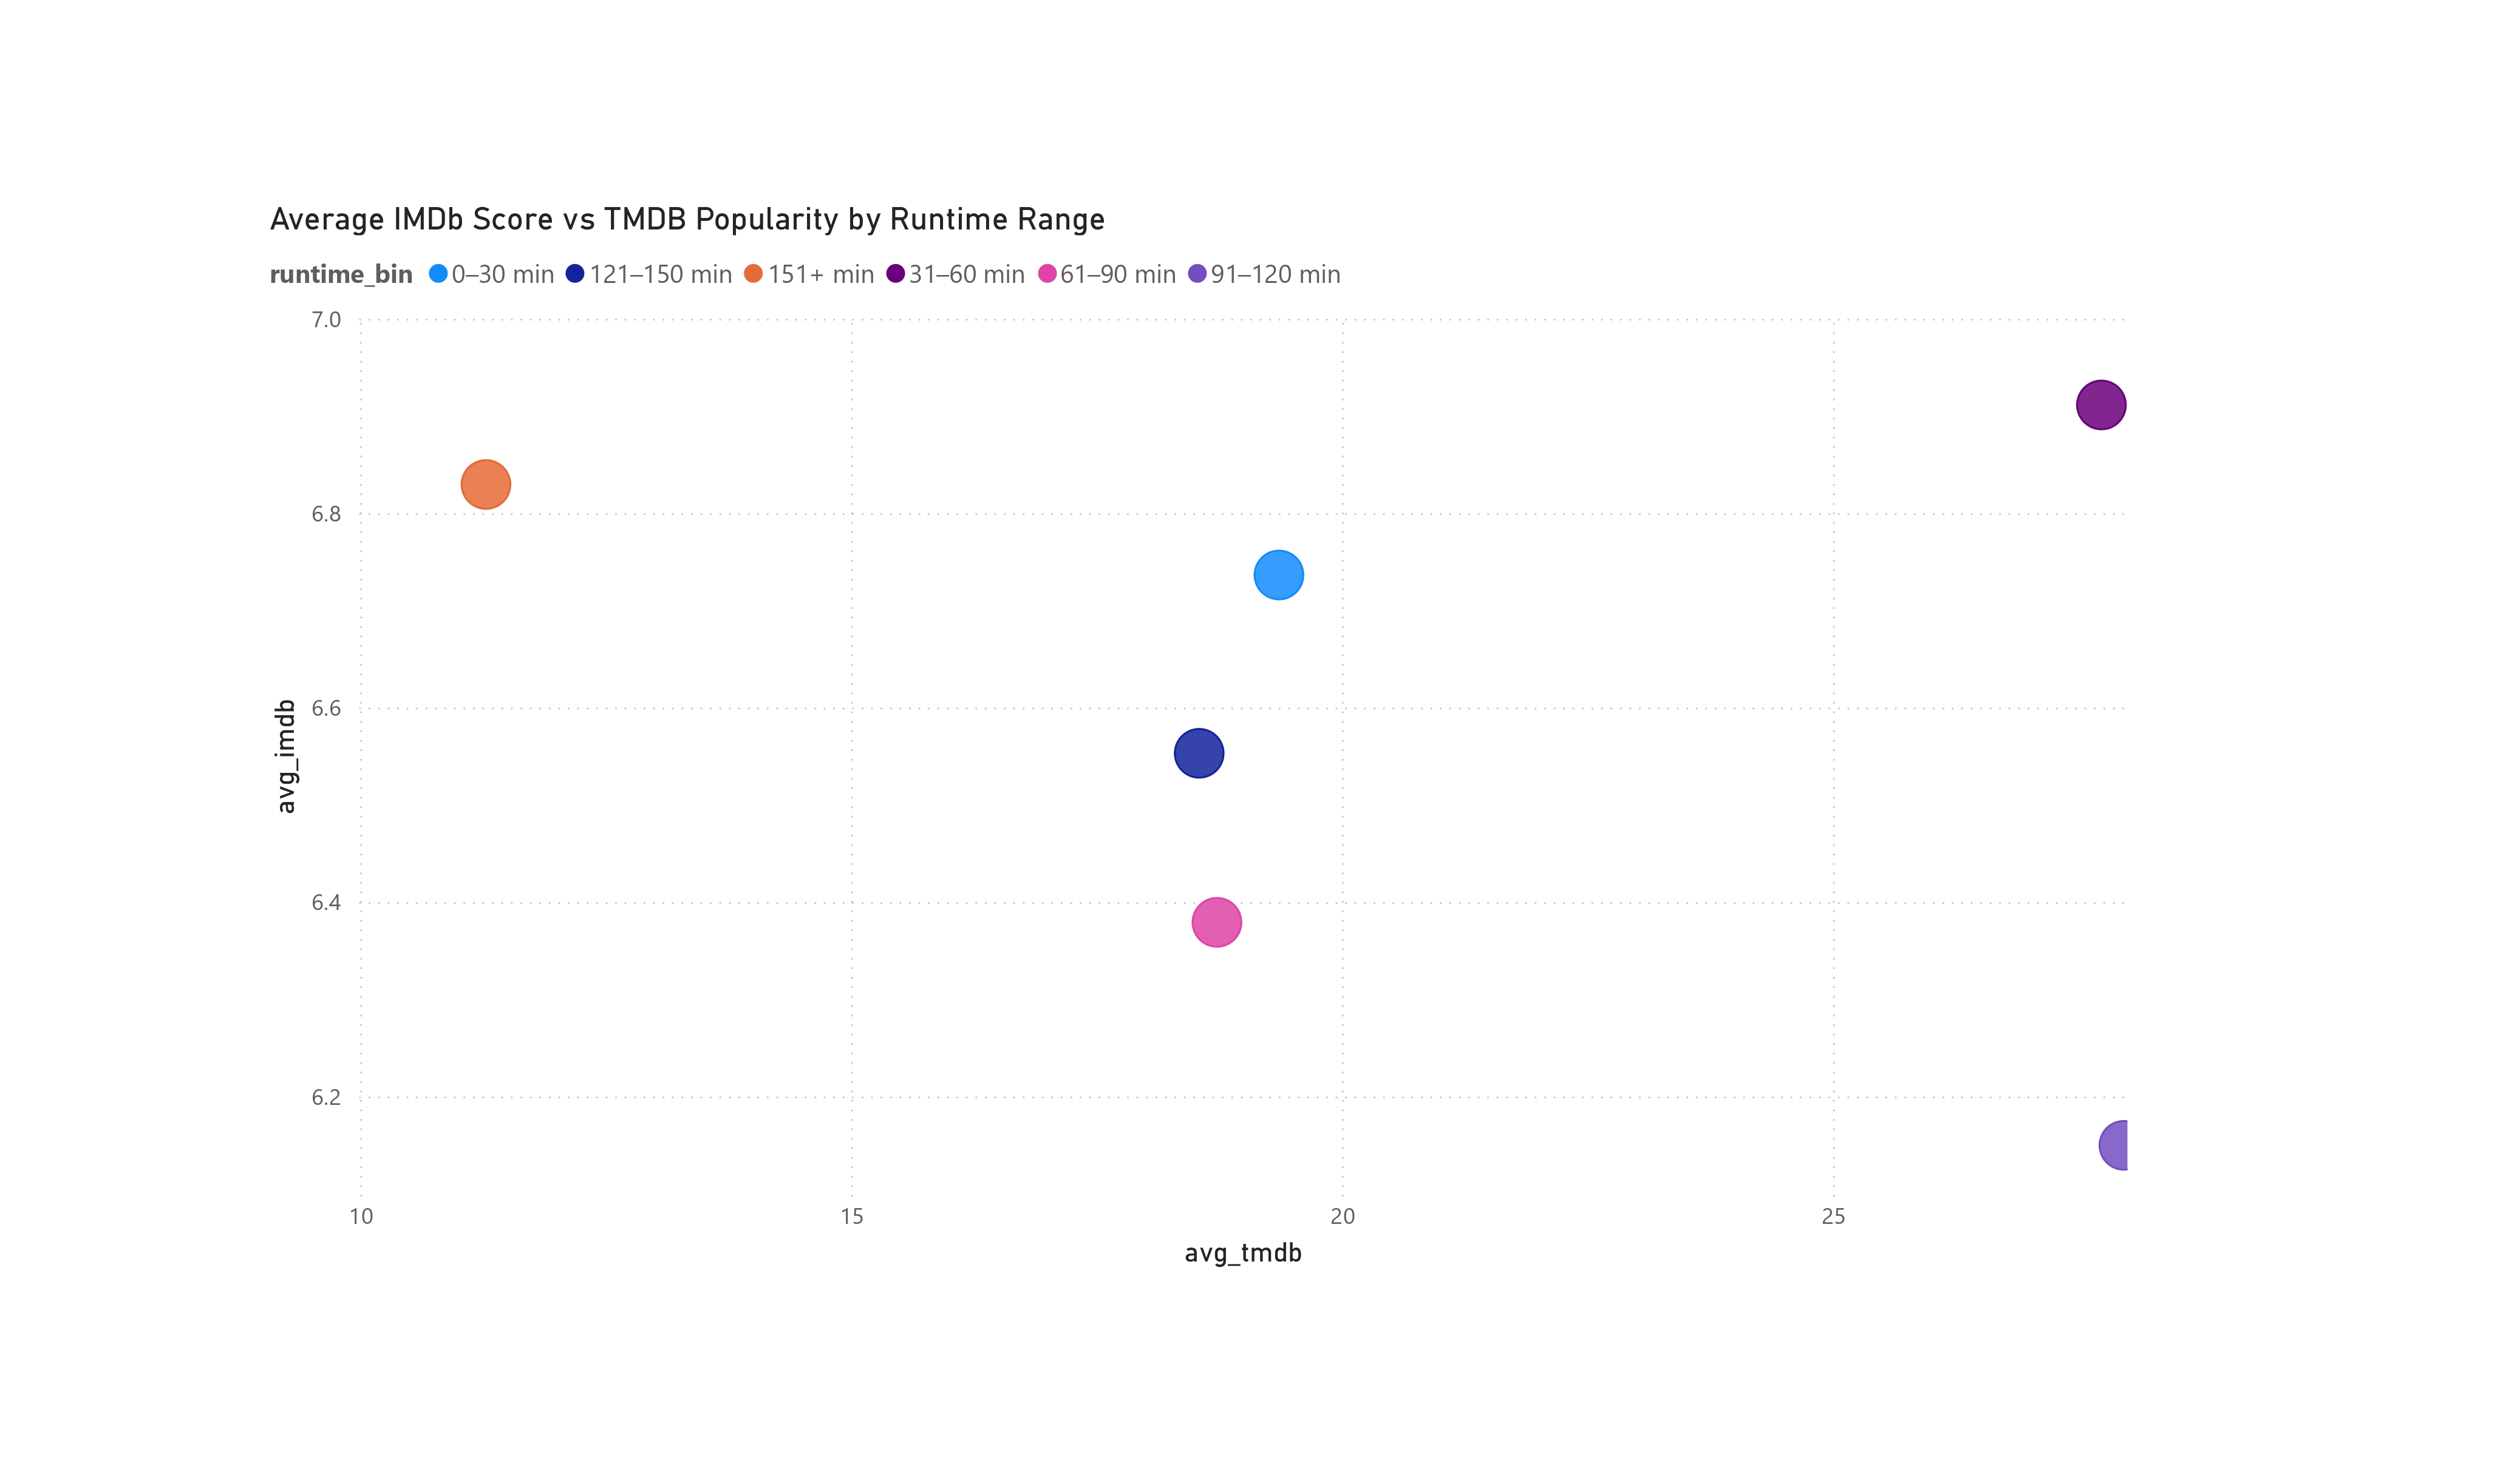 Average IMDb Score vs TMDB Popularity by Runtime Range
runtime_bin 0–30 min 121–150 min 151+ min 31–60 min 61–90 min 91–120 min
7.0
6.8
6.6
6.4
6.2
avg_imdb
10 15 20 25
avg_tmdb